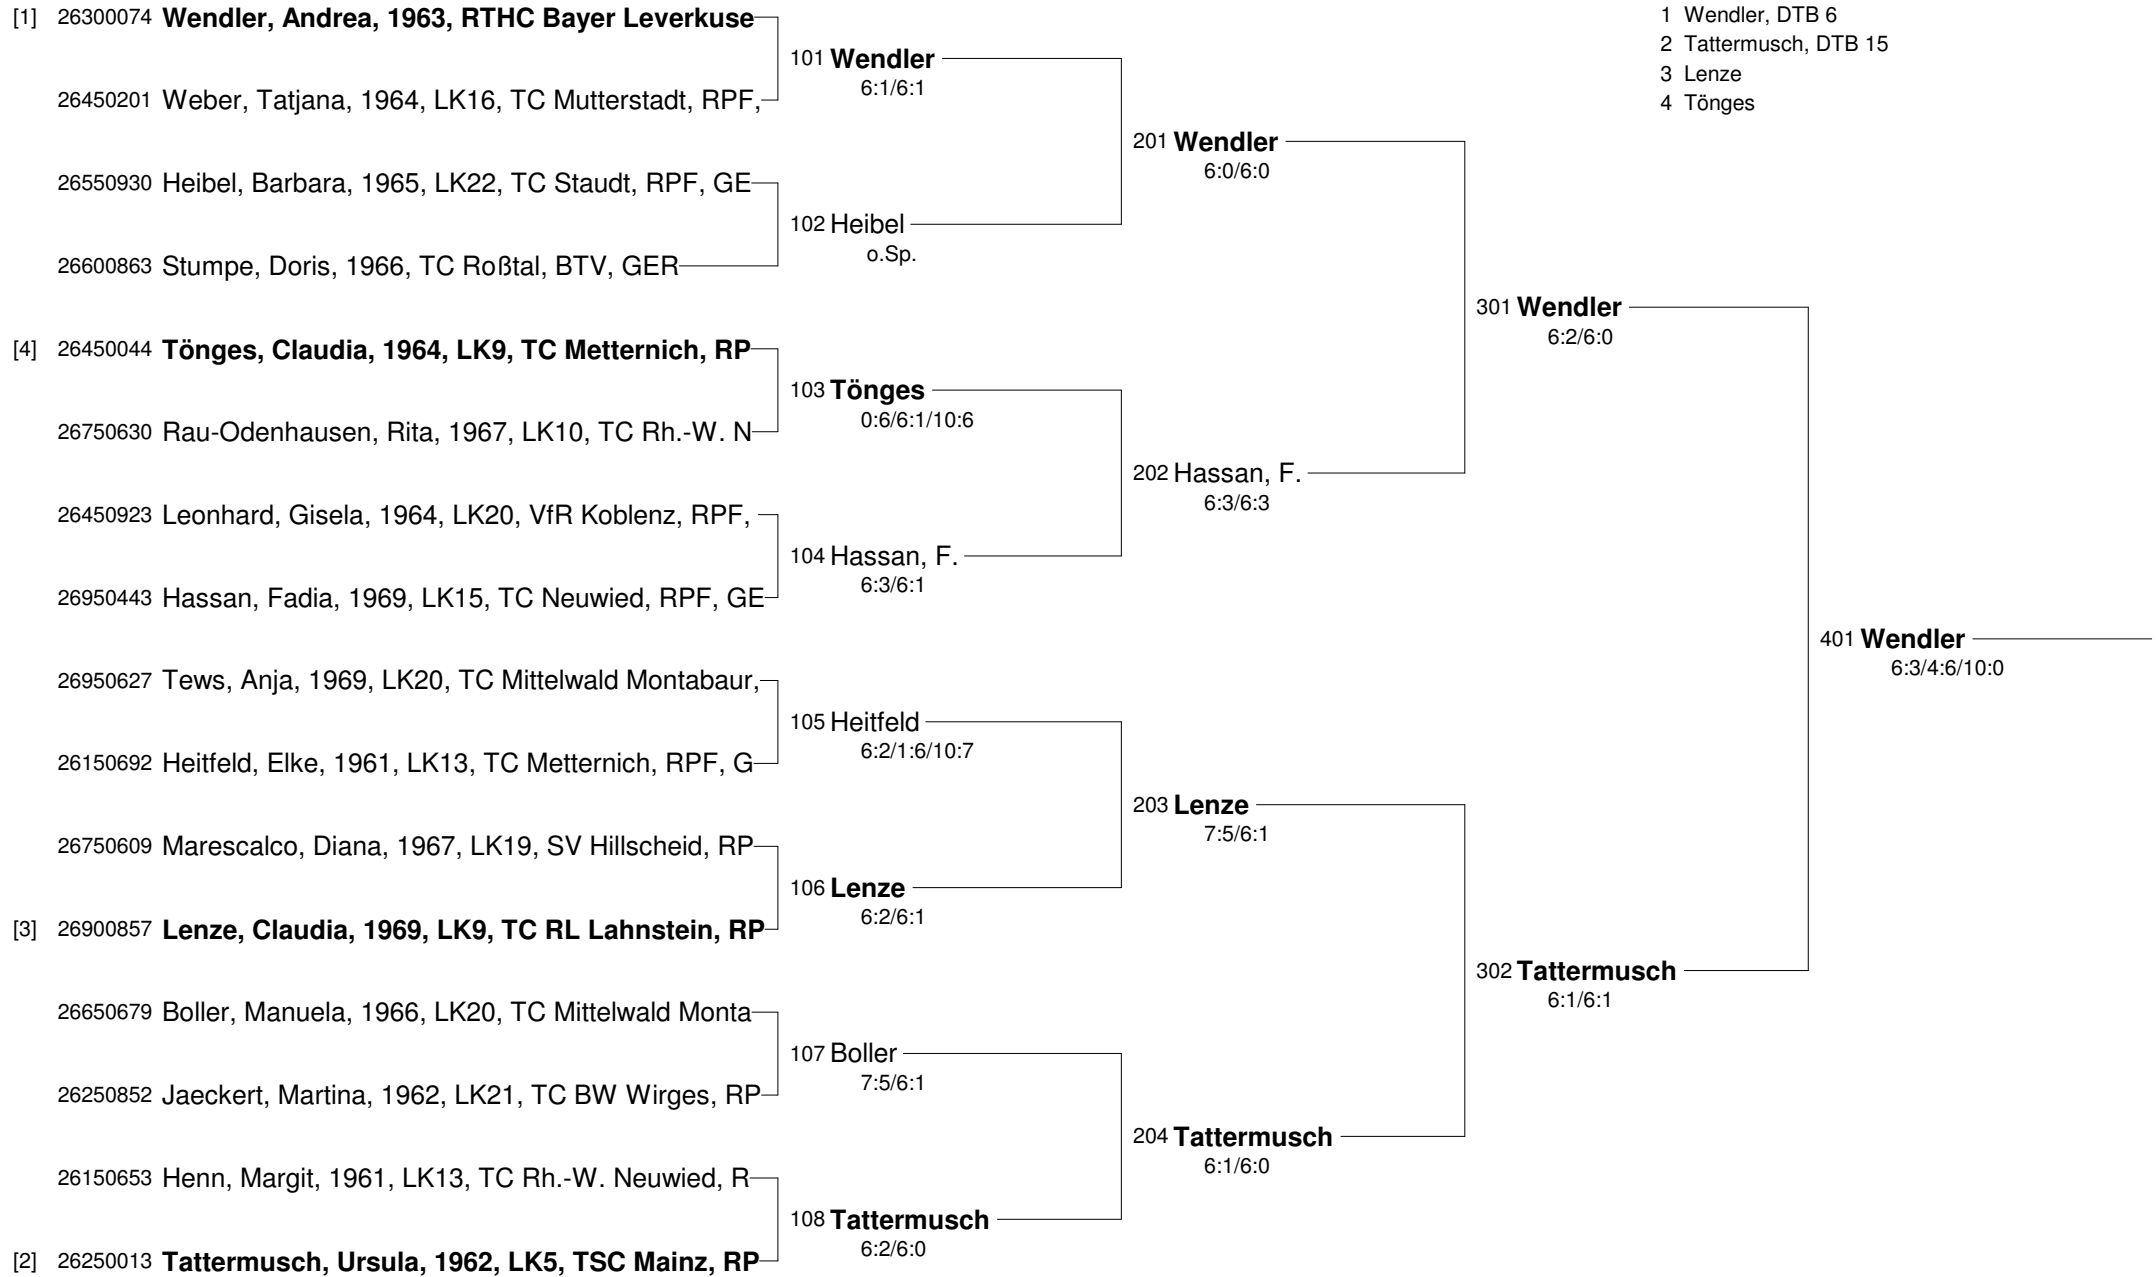 [1] 26300074 Wendler, Andrea, 1963, RTHC Bayer Leverkuse
1 Wendler, DTB 6
2 Tattermusch, DTB 15
3 Lenze
4 Tönges
101 Wendler
6:1/6:1
26450201 Weber, Tatjana, 1964, LK16, TC Mutterstadt, RPF,
201 Wendler
6:0/6:0
26550930 Heibel, Barbara, 1965, LK22, TC Staudt, RPF, GE
102 Heibel
o.Sp.
26600863 Stumpe, Doris, 1966, TC Roßtal, BTV, GER
301 Wendler
6:2/6:0
[4] 26450044 Tönges, Claudia, 1964, LK9, TC Metternich, RP
103 Tönges
0:6/6:1/10:6
26750630 Rau-Odenhausen, Rita, 1967, LK10, TC Rh.-W. N
202 Hassan, F.
6:3/6:3
26450923 Leonhard, Gisela, 1964, LK20, VfR Koblenz, RPF,
104 Hassan, F.
6:3/6:1
26950443 Hassan, Fadia, 1969, LK15, TC Neuwied, RPF, GE
401 Wendler
6:3/4:6/10:0
26950627 Tews, Anja, 1969, LK20, TC Mittelwald Montabaur,
105 Heitfeld
6:2/1:6/10:7
26150692 Heitfeld, Elke, 1961, LK13, TC Metternich, RPF, G
203 Lenze
7:5/6:1
26750609 Marescalco, Diana, 1967, LK19, SV Hillscheid, RP
106 Lenze
6:2/6:1
[3] 26900857 Lenze, Claudia, 1969, LK9, TC RL Lahnstein, RP
302 Tattermusch
6:1/6:1
26650679 Boller, Manuela, 1966, LK20, TC Mittelwald Monta
107 Boller
7:5/6:1
26250852 Jaeckert, Martina, 1962, LK21, TC BW Wirges, RP
204 Tattermusch
6:1/6:0
26150653 Henn, Margit, 1961, LK13, TC Rh.-W. Neuwied, R
108 Tattermusch
6:2/6:0
[2] 26250013 Tattermusch, Ursula, 1962, LK5, TSC Mainz, RP